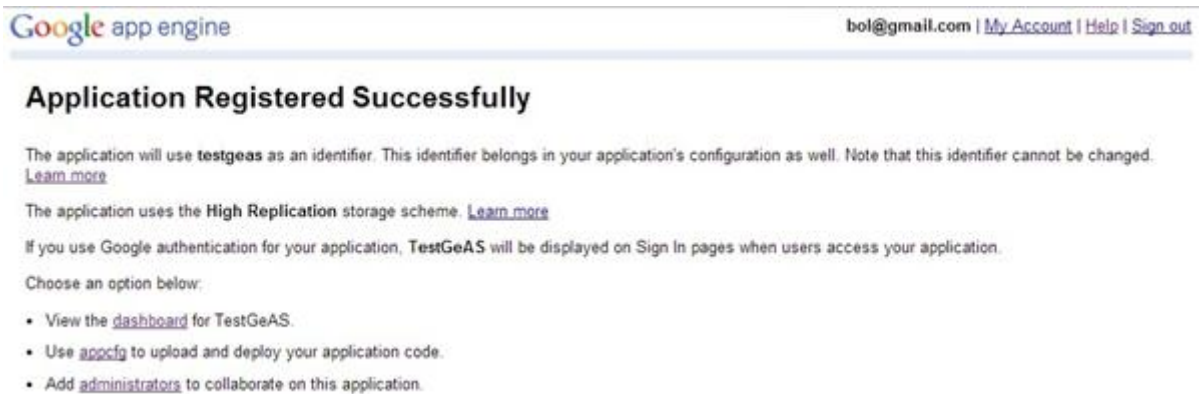 Google app engine
bol@gmail.com | My Account | Help | Sign out
Application Registered Successfully
The application will use testgeas as an identifier. This identifier belongs in your application's configuration as well. Note that this identifier cannot be changed.
Learn more
The application uses the High Replication storage scheme. Learn more
If you use Google authentication for your application, TestGeAS will be displayed on Sign In pages when users access your application.
Choose an option below:
• View the dashboard for TestGeAS.
• Use appcfg to upload and deploy your application code.
• Add administrators to collaborate on this application.